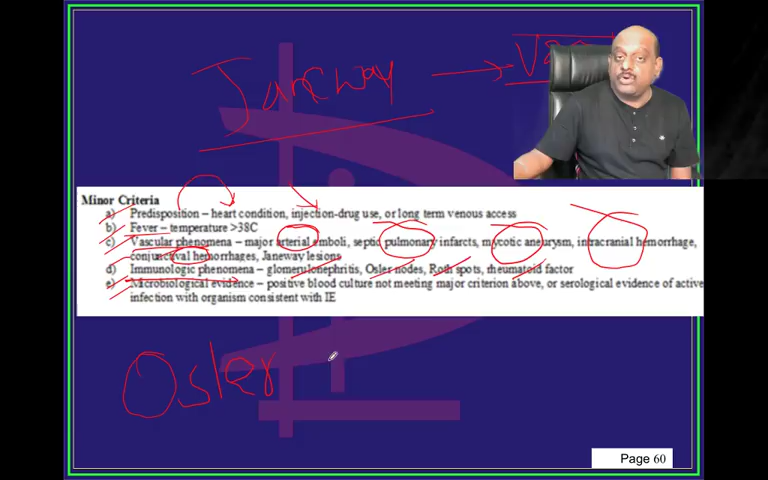 Janeway
Minor Criteria
a) Predisposition – heart condition, injection-drug use, or long term venous access
b) Fever – temperature >38C
c) Vascular phenomena – major arterial emboli, septic pulmonary infarcts, mycotic aneurysm, intracranial hemorrhage,
conjunctival hemorrhages, Janeway lesions
d) Immunologic phenomena – glomerulonephritis, Osler nodes, Roth spots, rheumatoid factor
e) Microbiological evidence – positive blood culture not meeting major criterion above, or serological evidence of active
infection with organism consistent with IE
Osler
Page 60